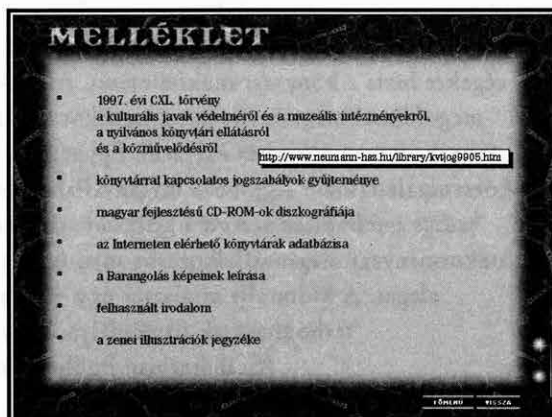 MELLÉKLET
1997. évi CXL. törvény
a kulturális javak védelméről és a muzeális intézményekről,
a nyilvános könyvtári ellátásról
és a közművelődésről
http://www.neumann-haz.hu/library/kvtjog9905.htm
könyvtárral kapcsolatos jogszabályok gyűjteménye
magyar fejlesztésű CD-ROM-ok diszkográfiája
az Interneten elérhető könyvtárak adatbázisa
a Barangolás képeinek leírása
felhasznált irodalom
a zenei illusztrációk jegyzéke
FŐMENÜ VISSZA